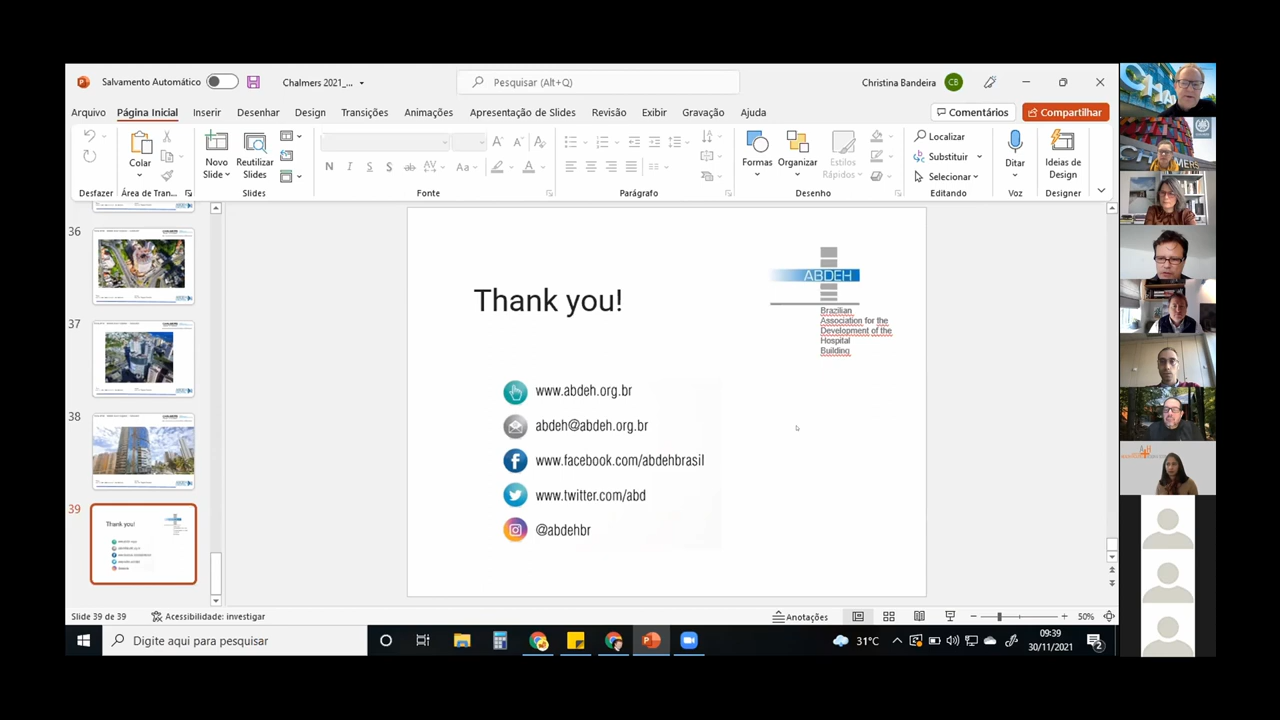 Salvamento Automático
Chalmers 2021_...
Pesquisar (Alt+Q)
Christina Bandeira
CB
Arquivo
Página Inicial
Inserir
Desenhar
Design
Transições
Animações
Apresentação de Slides
Revisão
Exibir
Gravação
Ajuda
Comentários
Compartilhar
Colar
Novo
Slide
Reutilizar
Slides
Formas
Organizar
Estilos
Rápidos
Localizar
Substituir
Selecionar
Ditar
Ideias de
Design
Desfazer
Área de Tran...
Slides
Fonte
Parágrafo
Desenho
Editando
Voz
Designer
36
37
38
39
Thank you!
Thank you!
ABDEH
Brazilian
Association for the
Development of the
Hospital
Building
www.abdeh.org.br
abdeh@abdeh.org.br
www.facebook.com/abdehbrasil
www.twitter.com/abd
@abdehbr
Slide 39 de 39
Acessibilidade: investigar
Anotações
50%
Digite aqui para pesquisar
31°C
09:39
30/11/2021
2